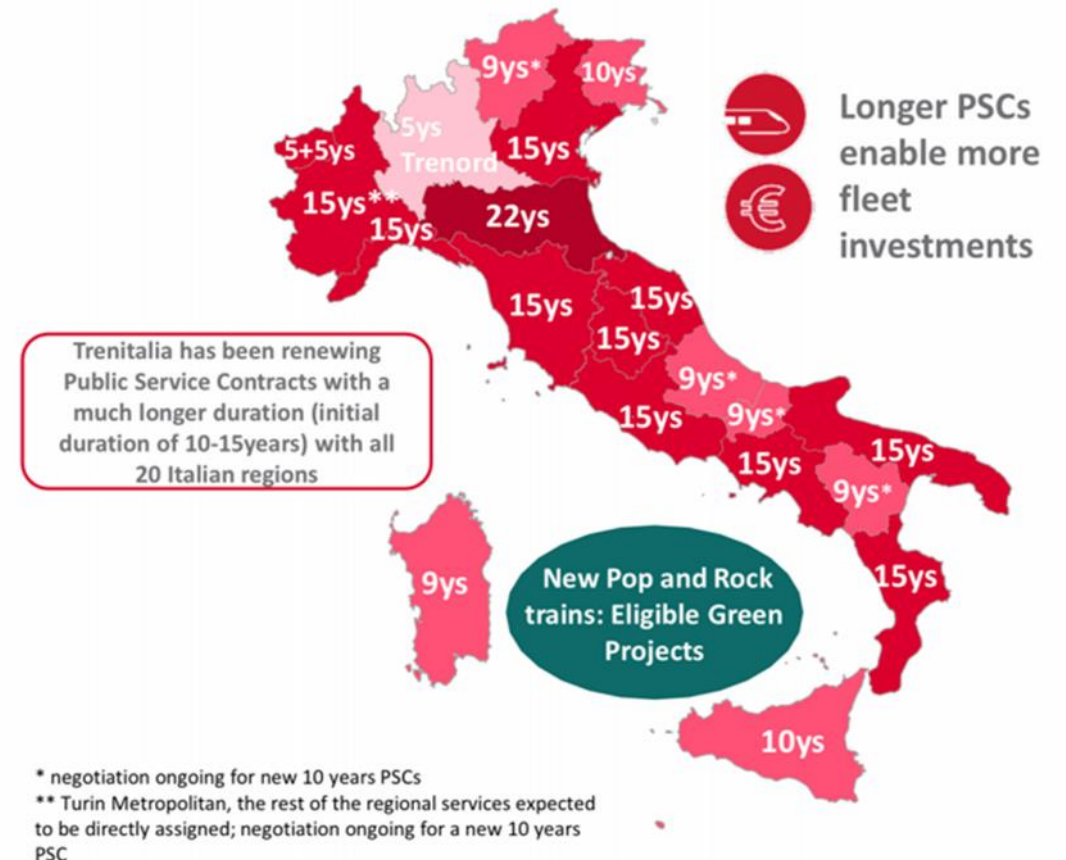 9ys*
10ys
5ys
Trenord
5+5ys
15ys
15ys**
15ys
22ys
Longer PSCs
enable more
fleet
investments
15ys
15ys
15ys
Trenitalia has been renewing
Public Service Contracts with a
much longer duration (initial
duration of 10-15years) with all
20 Italian regions
9ys*
15ys
9ys*
15ys
15ys
9ys*
9ys
15ys
New Pop and Rock
trains: Eligible Green
Projects
10ys
* negotiation ongoing for new 10 years PSCs
** Turin Metropolitan, the rest of the regional services expected
to be directly assigned; negotiation ongoing for a new 10 years
PSC